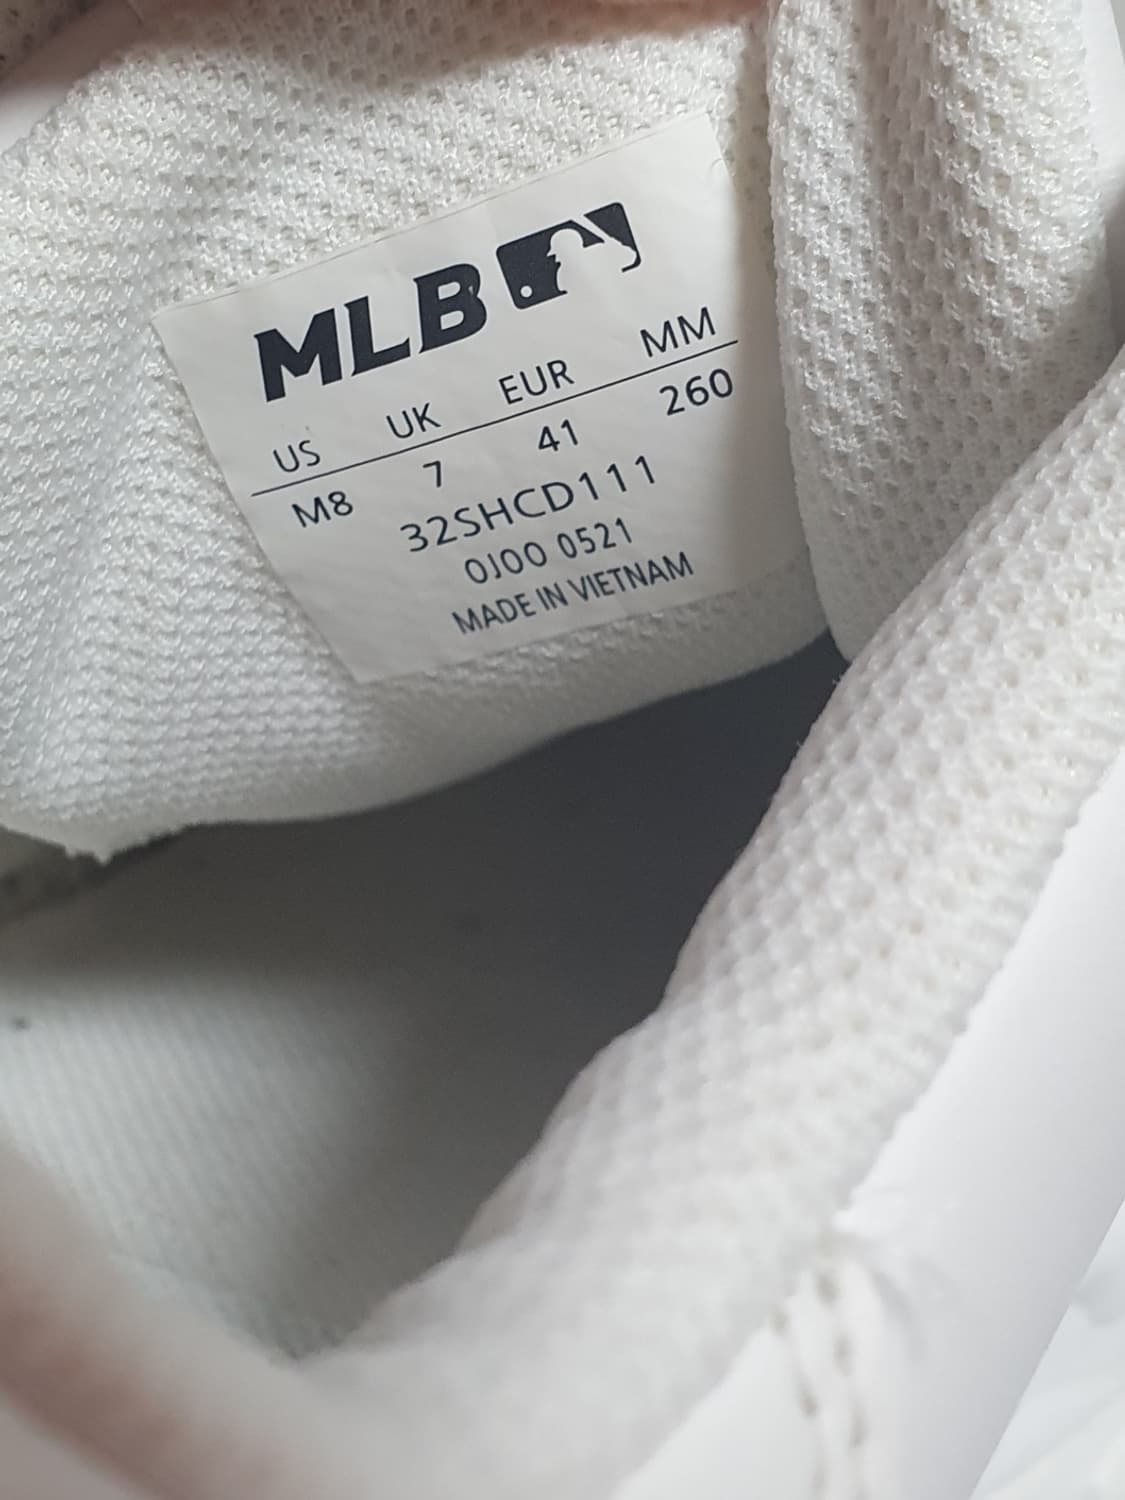 MLB
US UK EUR MM
M8 7 41 260
32SHCD111
0J00 0521
MADE IN VIETNAM